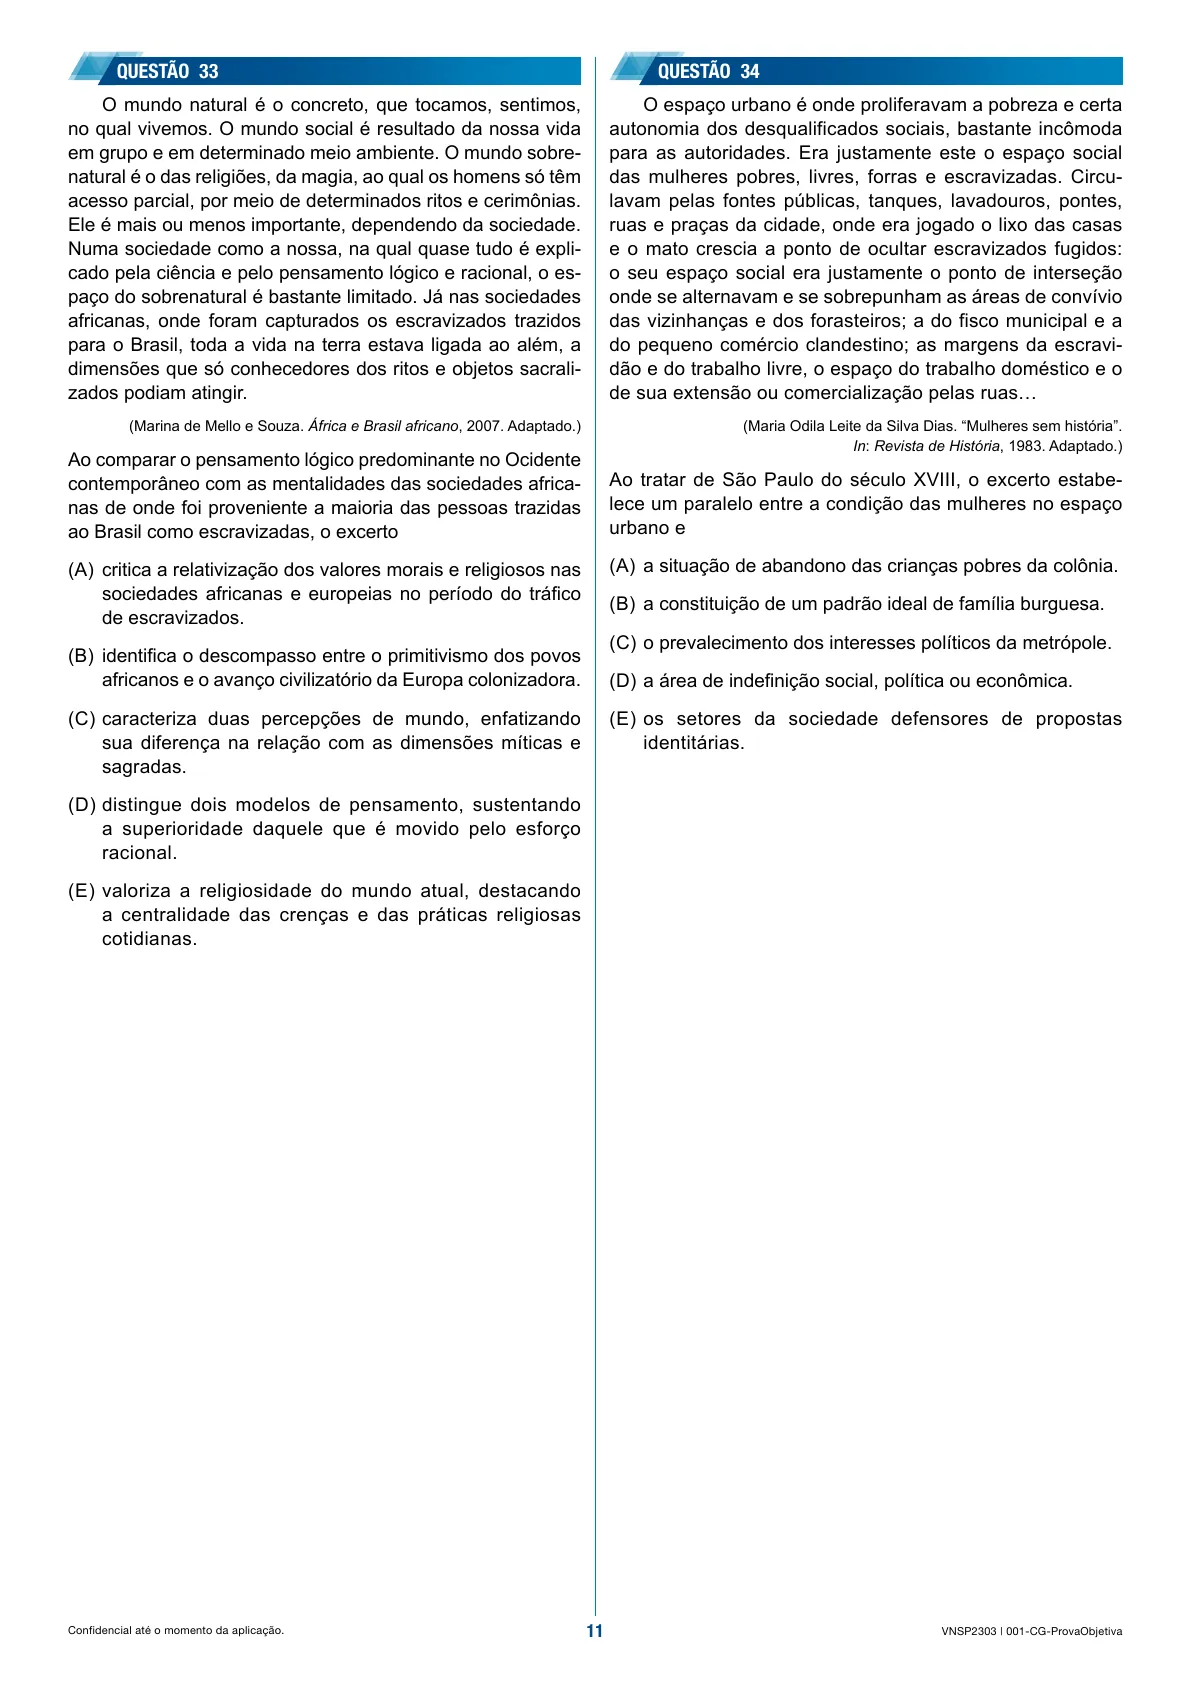 QUESTÃO 33
O mundo natural é o concreto, que tocamos, sentimos,
no qual vivemos. O mundo social é resultado da nossa vida
em grupo e em determinado meio ambiente. O mundo sobre-
natural é o das religiões, da magia, ao qual os homens só têm
acesso parcial, por meio de determinados ritos e cerimônias.
Ele é mais ou menos importante, dependendo da sociedade.
Numa sociedade como a nossa, na qual quase tudo é expli-
cado pela ciência e pelo pensamento lógico e racional, o es-
paço do sobrenatural é bastante limitado. Já nas sociedades
africanas, onde foram capturados os escravizados trazidos
para o Brasil, toda a vida na terra estava ligada ao além, a
dimensões que só conhecedores dos ritos e objetos sacrali-
zados podiam atingir.
(Marina de Mello e Souza. África e Brasil africano, 2007. Adaptado.)
Ao comparar o pensamento lógico predominante no Ocidente
contemporâneo com as mentalidades das sociedades africa-
nas de onde foi proveniente a maioria das pessoas trazidas
ao Brasil como escravizadas, o excerto
(A) critica a relativização dos valores morais e religiosos nas
sociedades africanas e europeias no período do tráfico
de escravizados.
(B) identifica o descompasso entre o primitivismo dos povos
africanos e o avanço civilizatório da Europa colonizadora.
(C) caracteriza duas percepções de mundo, enfatizando
sua diferença na relação com as dimensões míticas e
sagradas.
(D) distingue dois modelos de pensamento, sustentando
a superioridade daquele que é movido pelo esforço
racional.
(E) valoriza a religiosidade do mundo atual, destacando
a centralidade das crenças e das práticas religiosas
cotidianas.
QUESTÃO 34
O espaço urbano é onde proliferavam a pobreza e certa
autonomia dos desqualificados sociais, bastante incômoda
para as autoridades. Era justamente este o espaço social
das mulheres pobres, livres, forras e escravizadas. Circu-
lavam pelas fontes públicas, tanques, lavadouros, pontes,
ruas e praças da cidade, onde era jogado o lixo das casas
e o mato crescia a ponto de ocultar escravizados fugidos:
o seu espaço social era justamente o ponto de interseção
onde se alternavam e se sobrepunham as áreas de convívio
das vizinhanças e dos forasteiros; a do fisco municipal e a
do pequeno comércio clandestino; as margens da escravi-
dão e do trabalho livre, o espaço do trabalho doméstico e o
de sua extensão ou comercialização pelas ruas…
(Maria Odila Leite da Silva Dias. “Mulheres sem história”.
In: Revista de História, 1983. Adaptado.)
Ao tratar de São Paulo do século XVIII, o excerto estabe-
lece um paralelo entre a condição das mulheres no espaço
urbano e
(A) a situação de abandono das crianças pobres da colônia.
(B) a constituição de um padrão ideal de família burguesa.
(C) o prevalecimento dos interesses políticos da metrópole.
(D) a área de indefinição social, política ou econômica.
(E) os setores da sociedade defensores de propostas
identitárias.
Confidencial até o momento da aplicação.
11
VNSP2303 | 001-CG-ProvaObjetiva